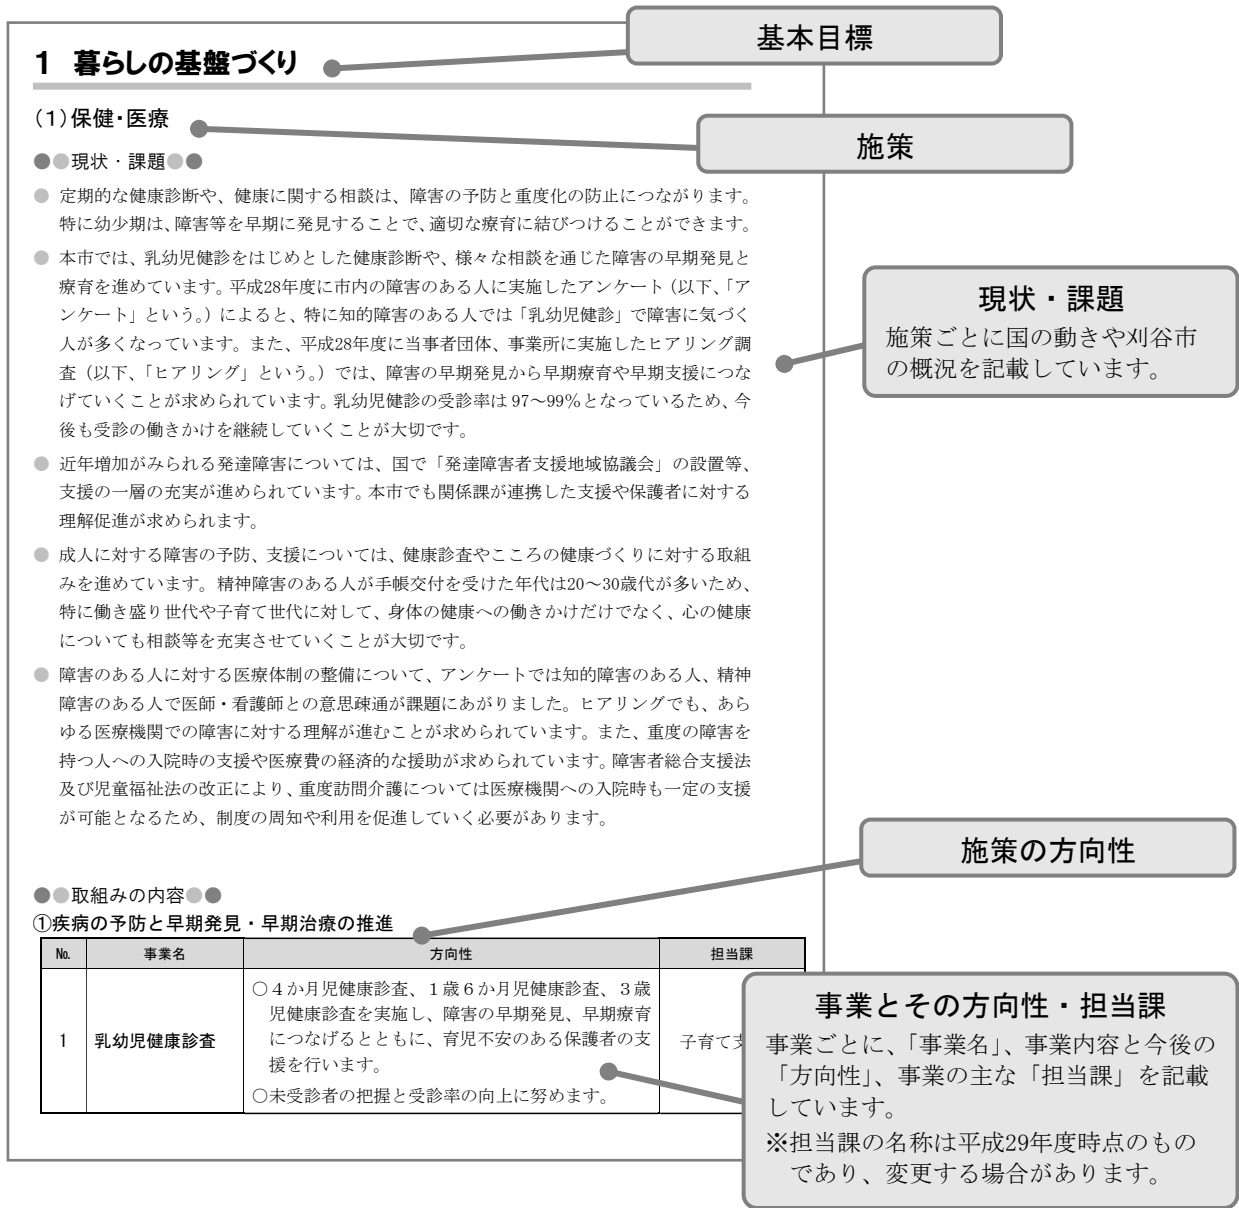 基本目標
1 暮らしの基盤づくり
(1)保健・医療
施策
●●現状・課題●●
● 定期的な健康診断や、健康に関する相談は、障害の予防と重度化の防止につながります。
特に幼少期は、障害等を早期に発見することで、適切な療育に結びつけることができます。
● 本市では、乳幼児健診をはじめとした健康診断や、様々な相談を通じた障害の早期発見と
療育を進めています。平成28年度に市内の障害のある人に実施したアンケート(以下、「ア
ンケート」という。)によると、特に知的障害のある人では「乳幼児健診」で障害に気づく
人が多くなっています。また、平成28年度に当事者団体、事業所に実施したヒアリング調
査(以下、「ヒアリング」という。)では、障害の早期発見から早期療育や早期支援につな
げていくことが求められています。乳幼児健診の受診率は 97～99％となっているため、今
後も受診の働きかけを継続していくことが大切です。
● 近年増加がみられる発達障害については、国で「発達障害者支援地域協議会」の設置等、
支援の一層の充実が進められています。本市でも関係課が連携した支援や保護者に対する
理解促進が求められます。
● 成人に対する障害の予防、支援については、健康診査やこころの健康づくりに対する取組
みを進めています。精神障害のある人が手帳交付を受けた年代は20～30歳代が多いため、
特に働き盛り世代や子育て世代に対して、身体の健康への働きかけだけでなく、心の健康
についても相談等を充実させていくことが大切です。
● 障害のある人に対する医療体制の整備について、アンケートでは知的障害のある人、精神
障害のある人で医師・看護師との意思疎通が課題にあがりました。ヒアリングでも、あら
ゆる医療機関での障害に対する理解が進むことが求められています。また、重度の障害を
持つ人への入院時の支援や医療費の経済的な援助が求められています。障害者総合支援法
及び児童福祉法の改正により、重度訪問介護については医療機関への入院時も一定の支援
が可能となるため、制度の周知や利用を促進していく必要があります。
現状・課題
施策ごとに国の動きや刈谷市
の概況を記載しています。
施策の方向性
●●取組みの内容●●
①疾病の予防と早期発見・早期治療の推進
№ 事業名 方向性 担当課
1 乳幼児健康診査
○４か月児健康診査、１歳６か月児健康診査、３歳
児健康診査を実施し、障害の早期発見、早期療育
につなげるとともに、育児不安のある保護者の支
援を行います。
○未受診者の把握と受診率の向上に努めます。
子育て支
事業とその方向性・担当課
事業ごとに、「事業名」、事業内容と今後の
「方向性」、事業の主な「担当課」を記載
しています。
※担当課の名称は平成29年度時点のもの
であり、変更する場合があります。